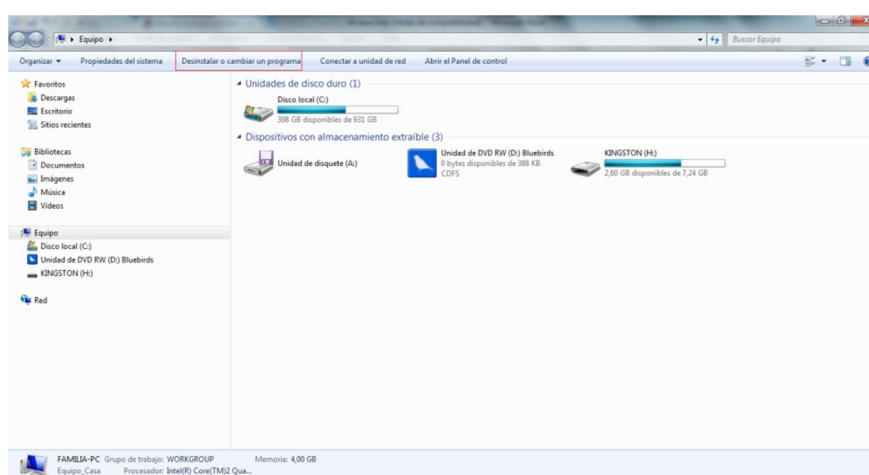 Equipo
Buscar Equipo
Organizar
Propiedades del sistema
Desinstalar o cambiar un programa
Conectar a unidad de red
Abrir el Panel de control
Favoritos
Descargas
Escritorio
Sitios recientes
Bibliotecas
Documentos
Imágenes
Música
Vídeos
Equipo
Disco local (C:)
Unidad de DVD RW (D:) Bluebirds
KINGSTON (H:)
Red
Unidades de disco duro (1)
Disco local (C:)
398 GB disponibles de 931 GB
Dispositivos con almacenamiento extraíble (3)
Unidad de disquete (A:)
Unidad de DVD RW (D:) Bluebirds
0 bytes disponibles de 388 KB
CDFS
KINGSTON (H:)
2,60 GB disponibles de 7,24 GB
FAMILIA-PC Grupo de trabajo: WORKGROUP Memoria: 4,00 GB
Equipo_Casa Procesador: Intel(R) Core(TM)2 Qua...